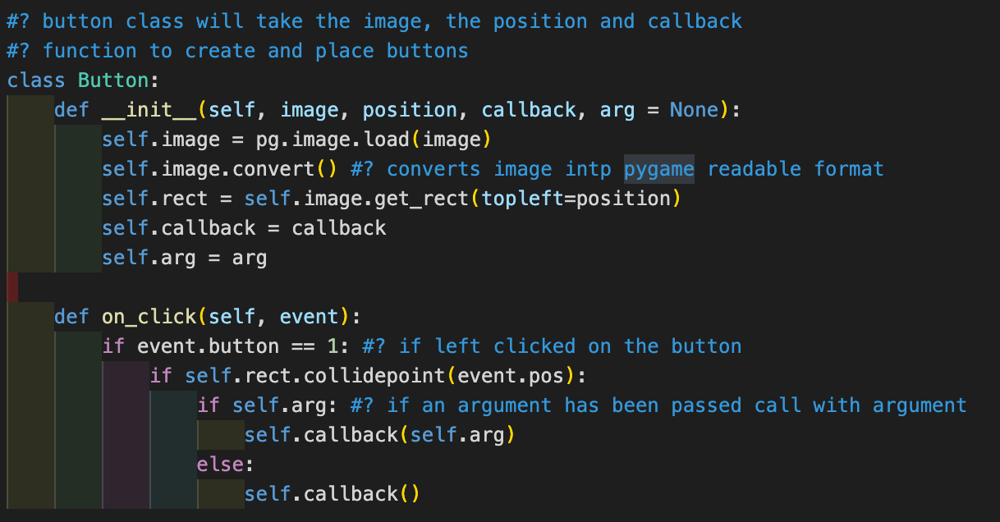 #? button class will take the image, the position and callback
#? function to create and place buttons
class Button:
    def __init__(self, image, position, callback, arg = None):
        self.image = pg.image.load(image)
        self.image.convert() #? converts image intp pygame readable format
        self.rect = self.image.get_rect(topleft=position)
        self.callback = callback
        self.arg = arg

    def on_click(self, event):
        if event.button == 1: #? if left clicked on the button
            if self.rect.collidepoint(event.pos):
                if self.arg: #? if an argument has been passed call with argument
                    self.callback(self.arg)
                else:
                    self.callback()